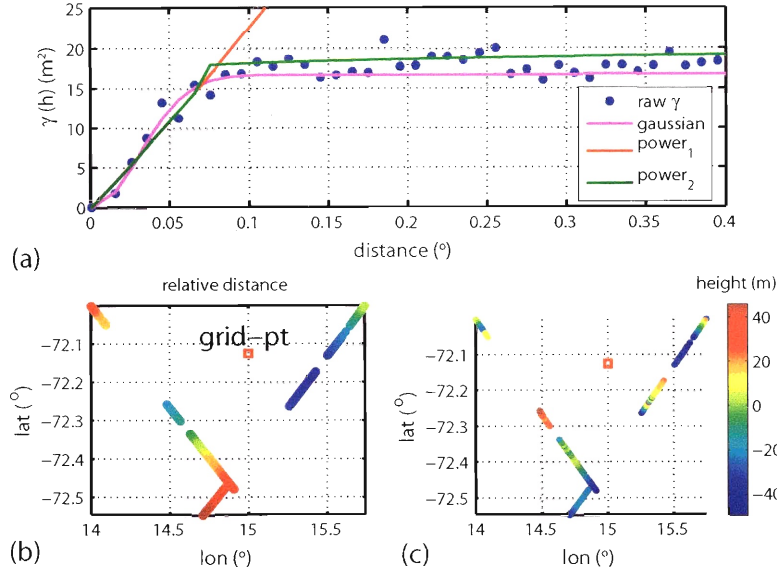 25
20
15
10
5
0
γ (h) (m²)
0 0.05 0.1 0.15 0.2 0.25 0.3 0.35 0.4
distance (°)
raw γ
gaussian
power₁
power₂
(a)
relative distance
grid-pt
−72.1
−72.2
−72.3
−72.4
−72.5
lat (°)
14 14.5 15 15.5
lon (°)
(b)
height (m)
−72.1
−72.2
−72.3
−72.4
−72.5
lat (°)
14 14.5 15 15.5
lon (°)
(c)
40
20
0
−20
−40